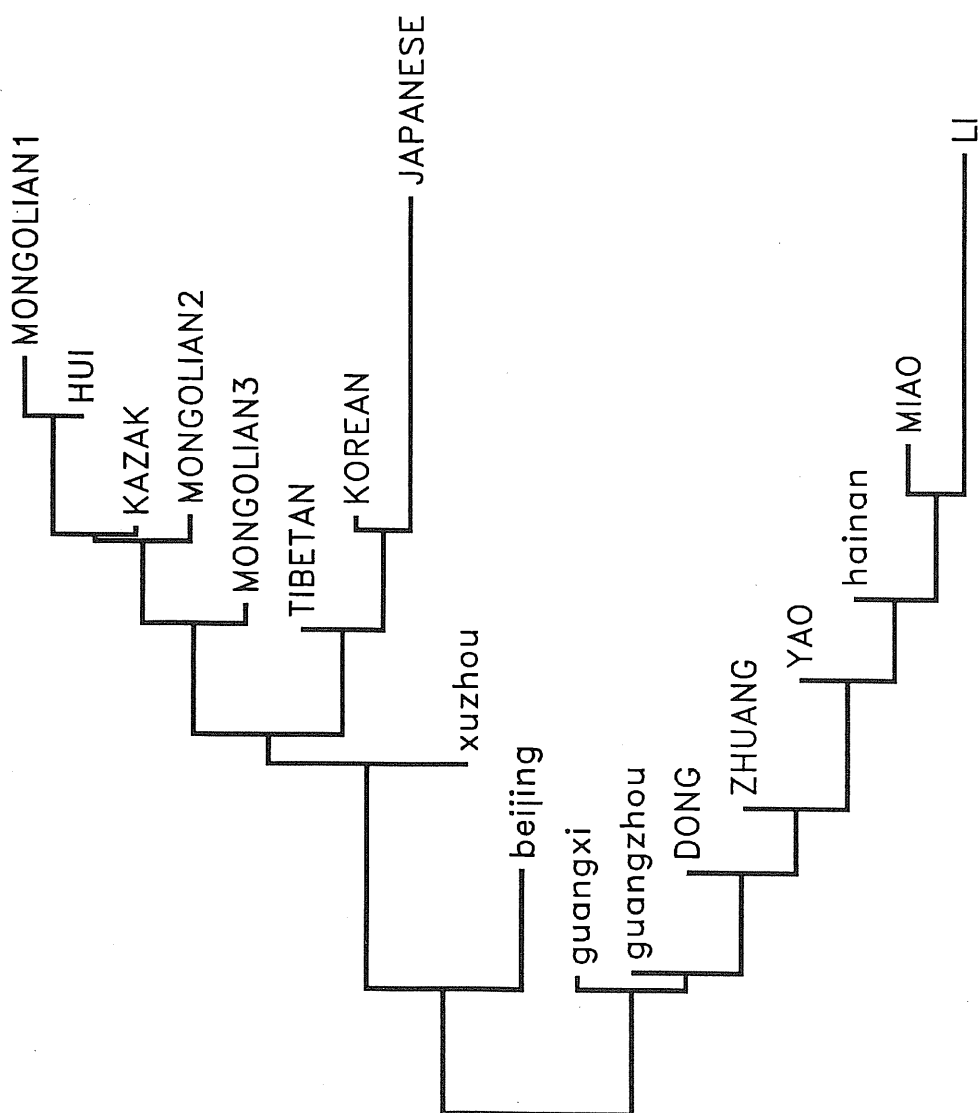 MONGOLIAN1
HUI
KAZAK
MONGOLIAN2
MONGOLIAN3
TIBETAN
KOREAN
JAPANESE
xuzhou
beijing
guangxi
guangzhou
DONG
ZHUANG
YAO
hainan
MIAO
LI